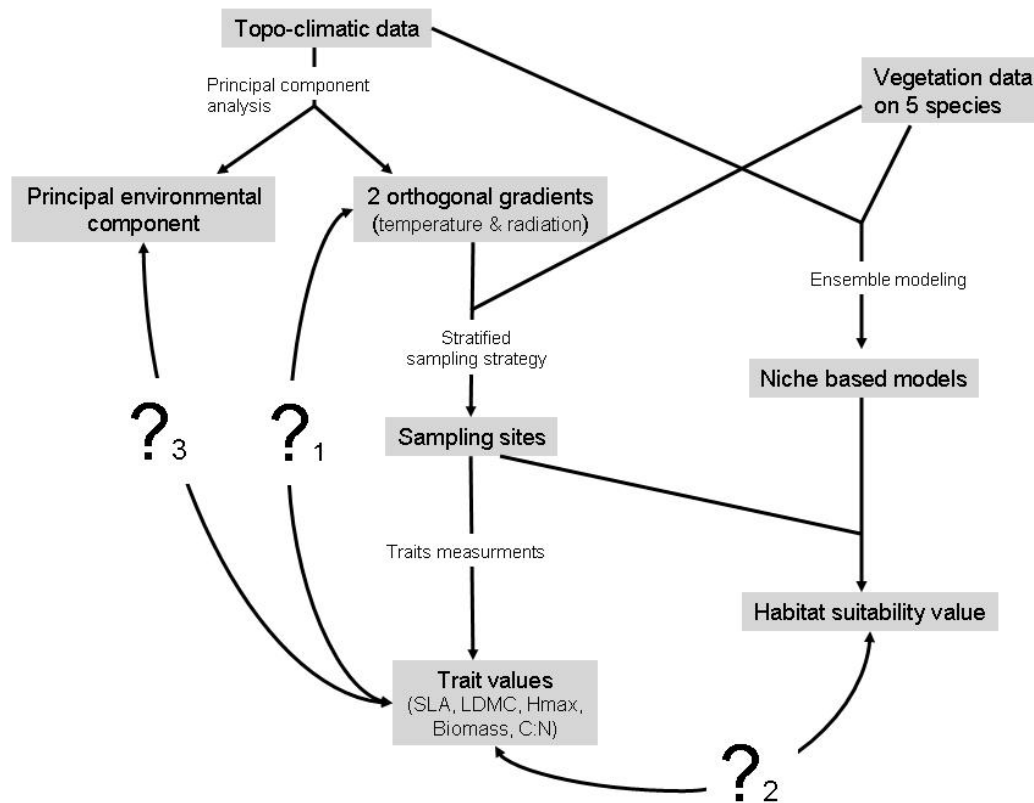 Topo-climatic data
Principal component
analysis
Vegetation data
on 5 species
Principal environmental
component
2 orthogonal gradients
(temperature & radiation)
Ensemble modeling
Stratified
sampling strategy
Niche based models
?3
?1
Sampling sites
Traits measurments
Habitat suitability value
Trait values
(SLA, LDMC, Hmax,
Biomass, C:N)
?2